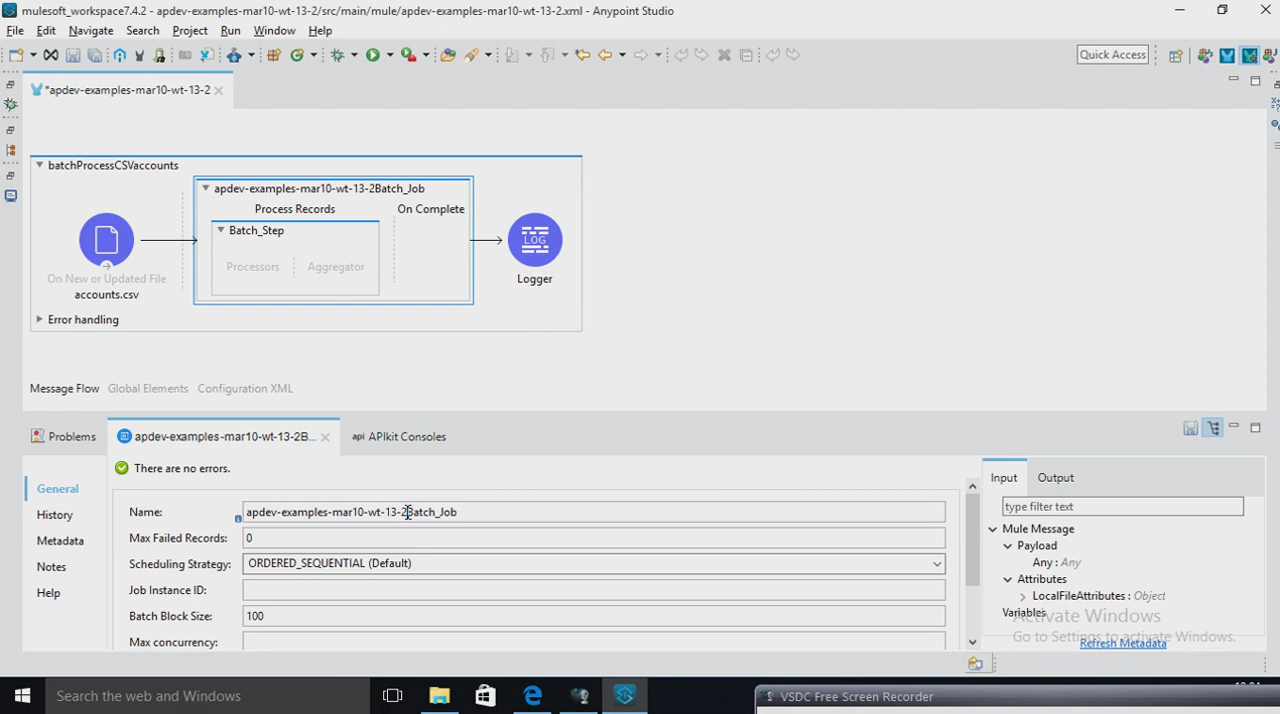 mulesoft_workspace7.4.2 - apdev-examples-mar10-wt-13-2/src/main/mule/apdev-examples-mar10-wt-13-2.xml - Anypoint Studio
File Edit Navigate Search Project Run Window Help
Quick Access
*apdev-examples-mar10-wt-13-2
batchProcessCSVaccounts
apdev-examples-mar10-wt-13-2Batch_Job
Process Records On Complete
Batch_Step
LOG
Processors Aggregator
On New or Updated File
accounts.csv
Logger
Error handling
Message Flow Global Elements Configuration XML
Problems apdev-examples-mar10-wt-13-2B... api APIkit Consoles
There are no errors.
General
History
Metadata
Notes
Help
Name: apdev-examples-mar10-wt-13-2Batch_Job
Max Failed Records: 0
Scheduling Strategy: ORDERED_SEQUENTIAL (Default)
Job Instance ID:
Batch Block Size: 100
Max concurrency:
Input Output
type filter text
Mule Message
Payload
Any : Any
Attributes
LocalFileAttributes : Object
Variables
Activate Windows
Go to Settings to activate Windows.
Refresh Metadata
Search the web and Windows
VSDC Free Screen Recorder